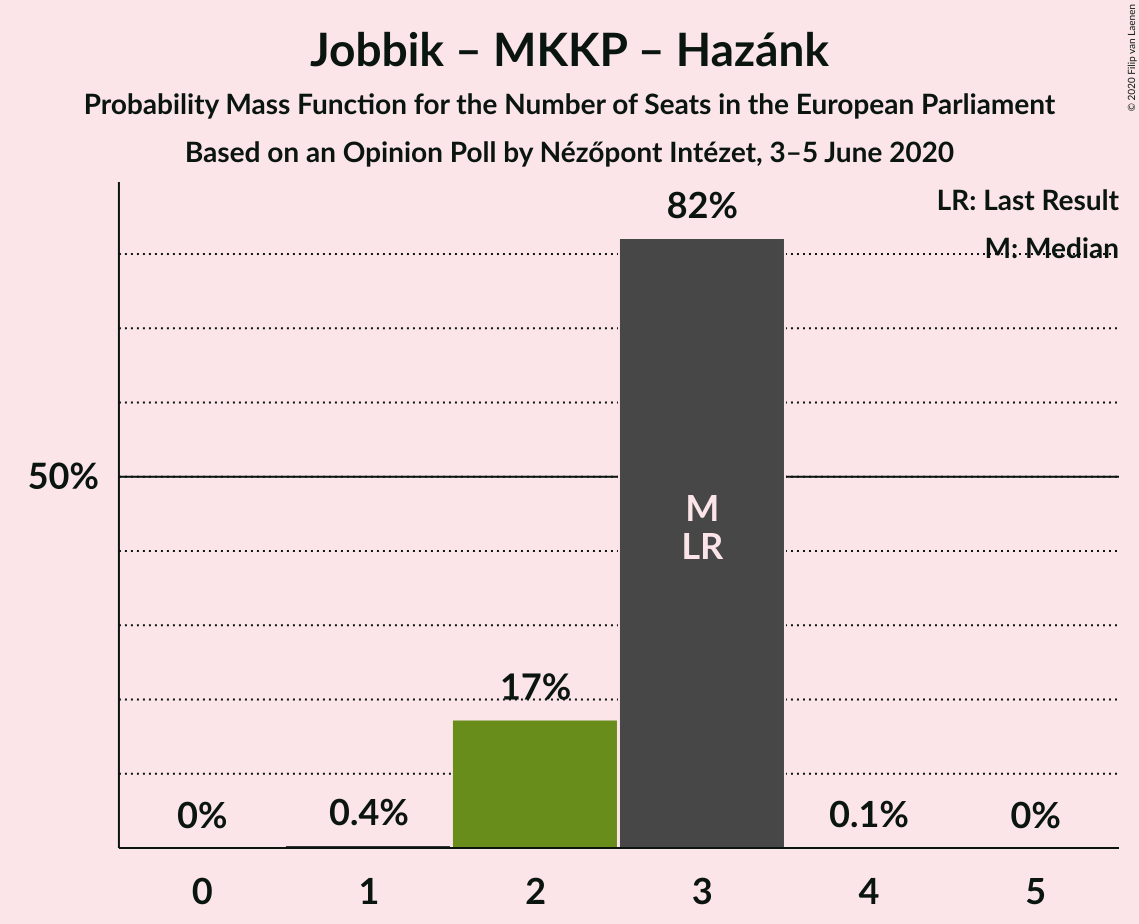 Jobbik – MKKP – Hazánk
Probability Mass Function for the Number of Seats in the European Parliament
Based on an Opinion Poll by Nézőpont Intézet, 3–5 June 2020
© 2020 Filip van Laenen
LR: Last Result
M: Median
82%
50%
M
LR
17%
0%
0.4%
0.1%
0%
0
1
2
3
4
5